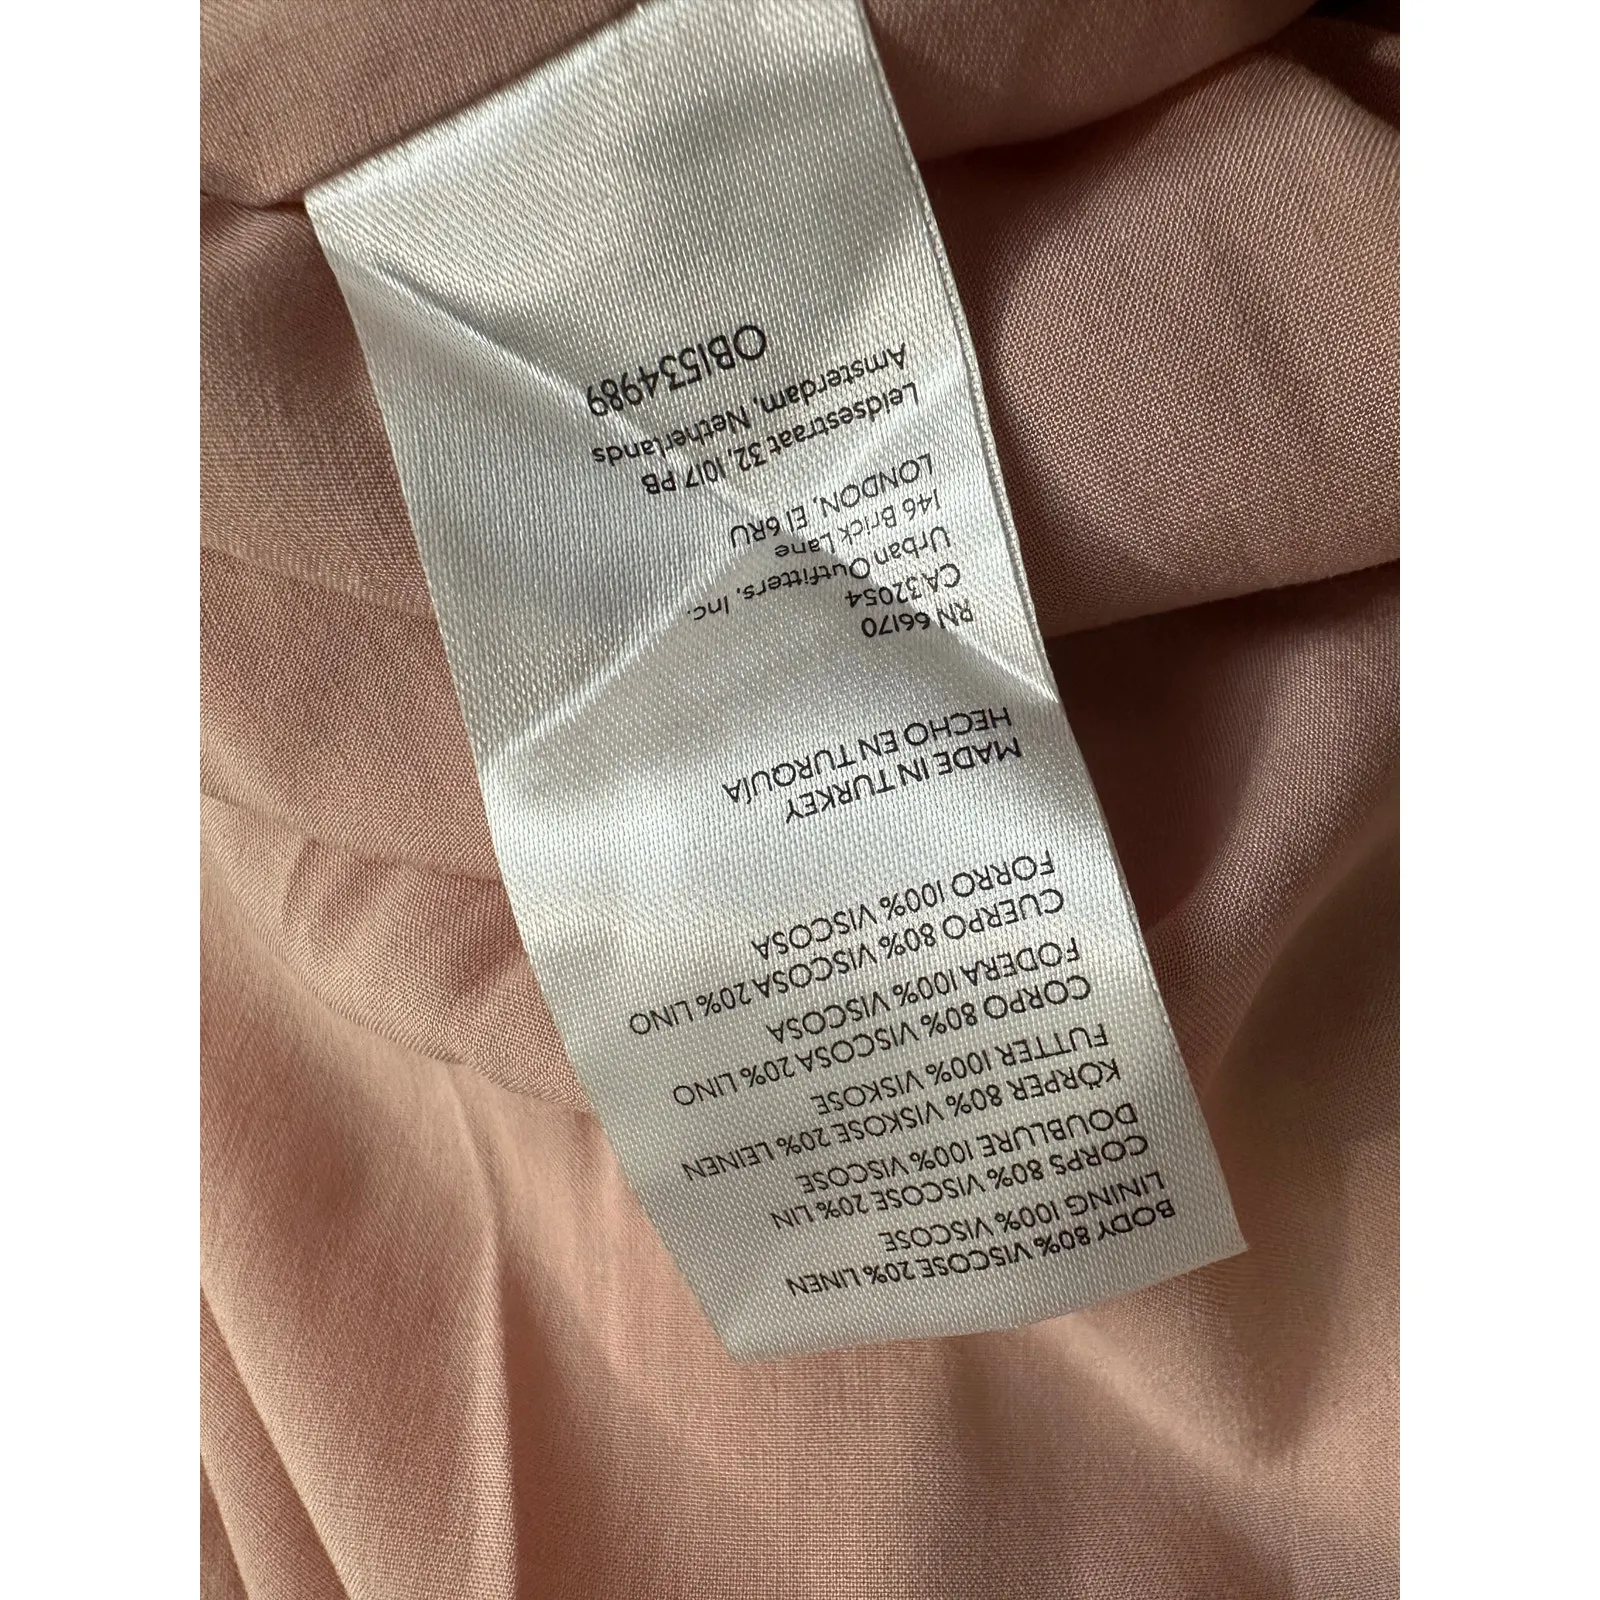 BODY 80% VISCOSE 20% LINEN
LINING 100% VISCOSE
CORPS 80% VISCOSE 20% LIN
DOUBLURE 100% VISCOSE
KÖRPER 80% VISKOSE 20% LEINEN
FUTTER 100% VISKOSE
CORPO 80% VISCOSA 20% LINO
FODERA 100% VISCOSA
CUERPO 80% VISCOSA 20% LINO
FORRO 100% VISCOSA
MADE IN TURKEY
HECHO EN TURQUÍA
RN 66170
CA32054
Urban Outfitters, Inc.
146 Brick Lane
LONDON, E1 6RU
Leidsestraat 32, 1017 PB
Amsterdam, Netherlands
OB1534989